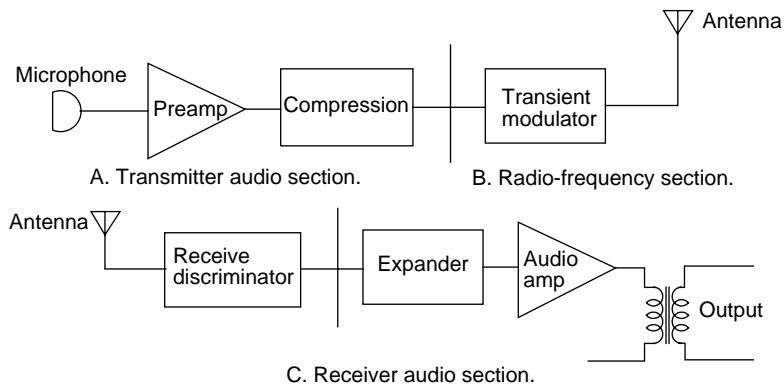 Antenna
Microphone
Preamp
Compression
Transient
modulator
A. Transmitter audio section.
B. Radio-frequency section.
Antenna
Receive
discriminator
Expander
Audio
amp
Output
C. Receiver audio section.